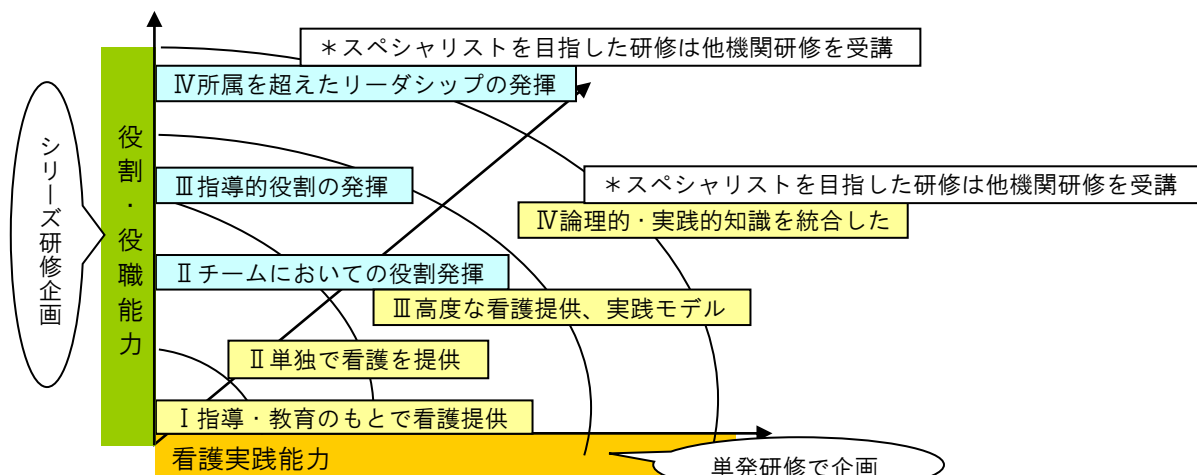 ＊スペシャリストを目指した研修は他機関研修を受講
Ⅳ所属を超えたリーダシップの発揮
役割・役職能力
シリーズ研修企画
Ⅲ指導的役割の発揮
＊スペシャリストを目指した研修は他機関研修を受講
Ⅳ論理的・実践的知識を統合した
Ⅱチームにおいての役割発揮
Ⅲ高度な看護提供、実践モデル
Ⅱ単独で看護を提供
Ⅰ指導・教育のもとで看護提供
看護実践能力
単発研修で企画